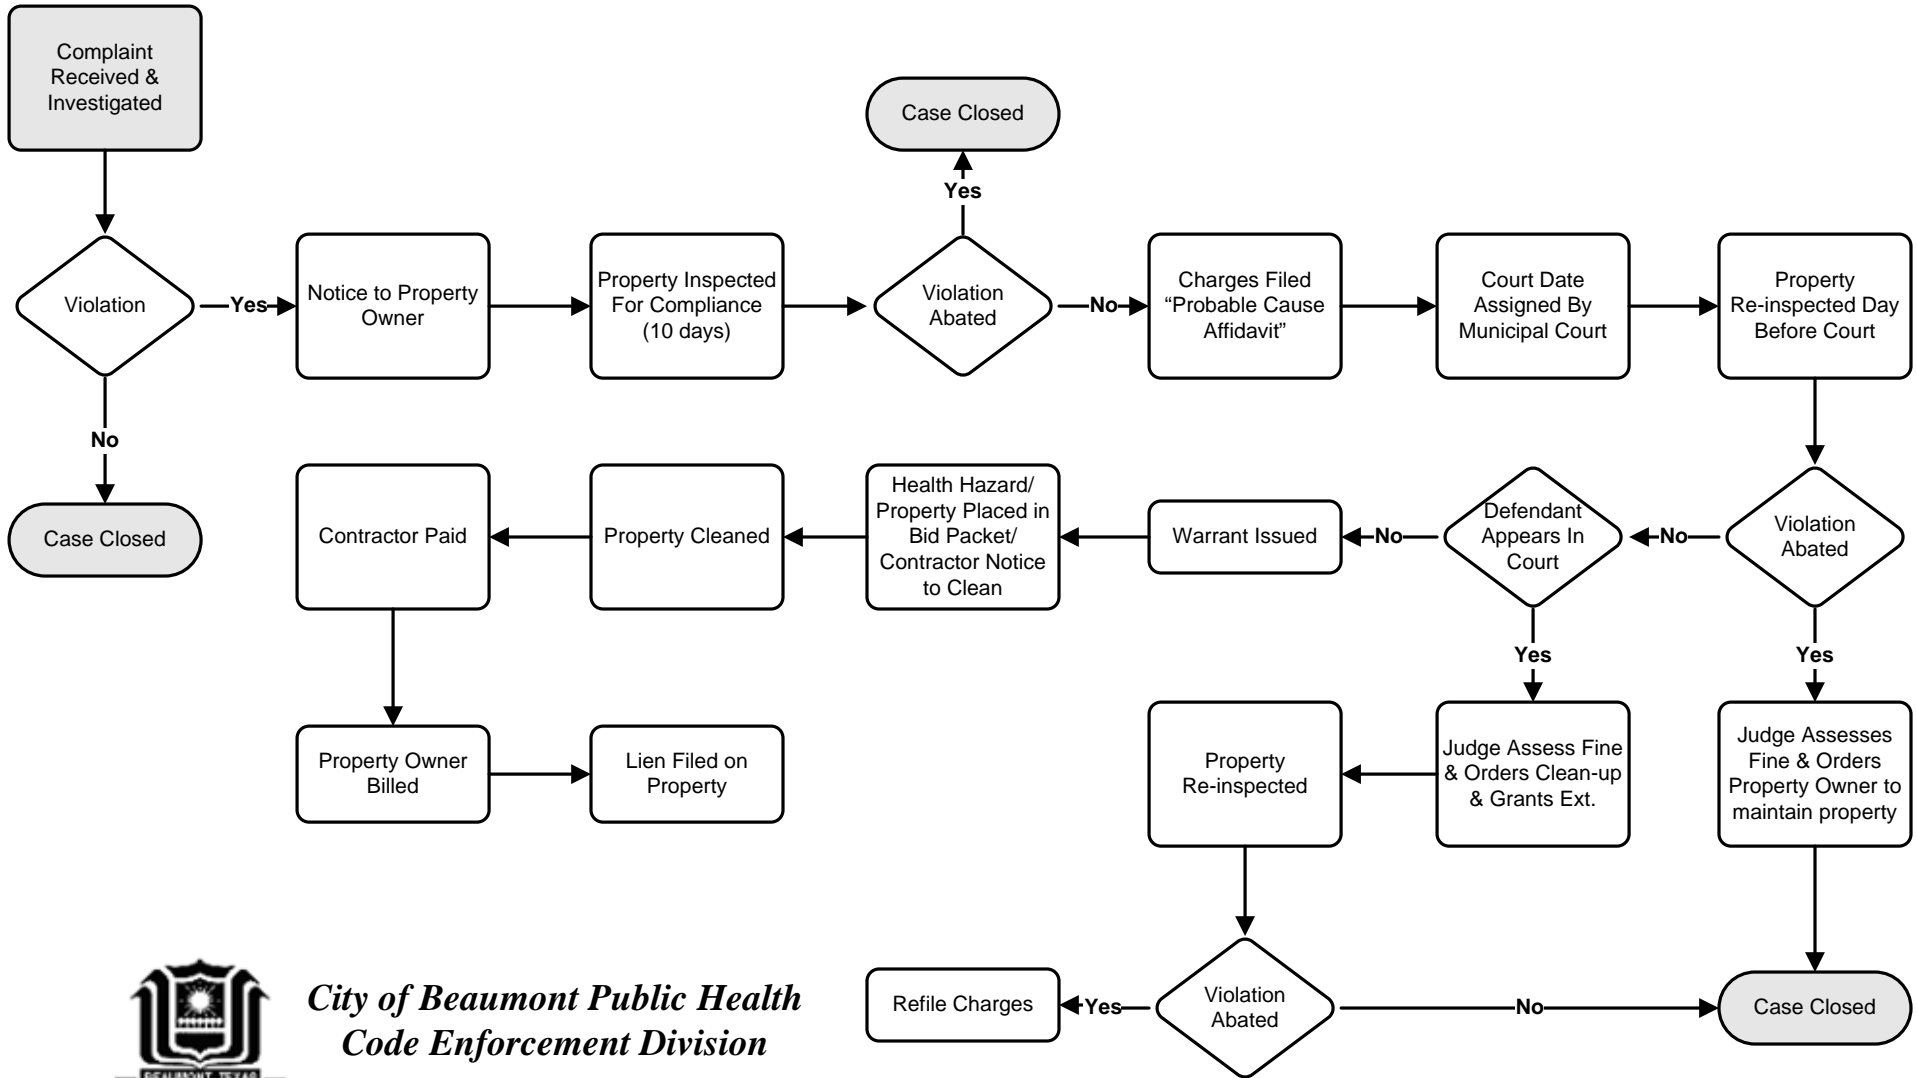 Complaint
Received &
Investigated
Case Closed
Yes
Violation
Yes
Notice to Property
Owner
Property Inspected
For Compliance
(10 days)
Violation
Abated
No
Charges Filed
“Probable Cause
Affidavit”
Court Date
Assigned By
Municipal Court
Property
Re-inspected Day
Before Court
No
Case Closed
Contractor Paid
Property Cleaned
Health Hazard/
Property Placed in
Bid Packet/
Contractor Notice
to Clean
Warrant Issued
No
Defendant
Appears In
Court
No
Violation
Abated
Yes
Yes
Property Owner
Billed
Lien Filed on
Property
Property
Re-inspected
Judge Assess Fine
& Orders Clean-up
& Grants Ext.
Judge Assesses
Fine & Orders
Property Owner to
maintain property
Refile Charges
Yes
Violation
Abated
No
Case Closed
City of Beaumont Public Health
Code Enforcement Division
BEAUMONT TEXAS